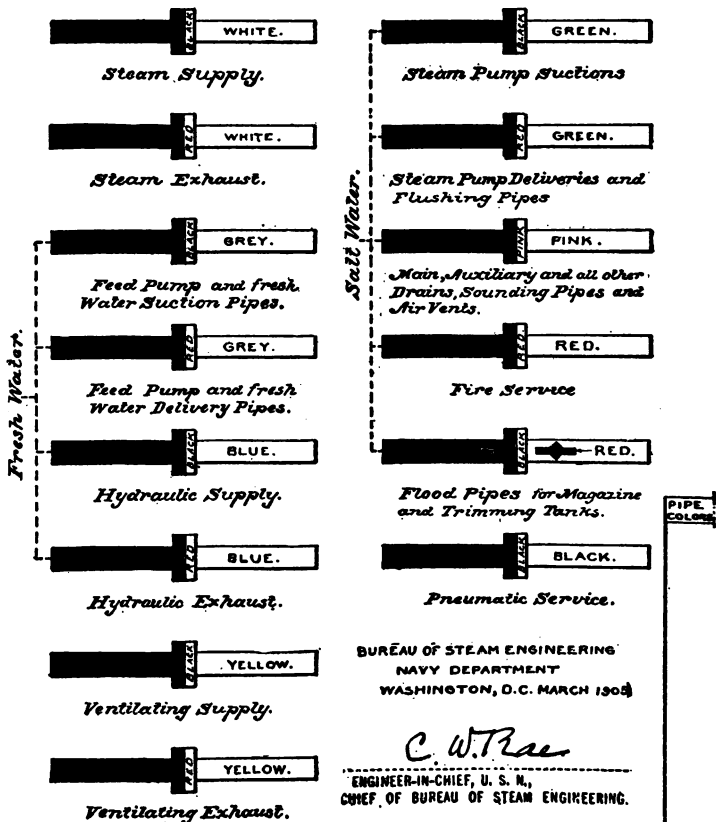 BLACK WHITE.
Steam Supply.
RED WHITE.
Steam Exhaust.
Fresh Water.
BLACK GREY.
Feed Pump and fresh
Water Suction Pipes.
RED GREY.
Feed Pump and fresh
Water Delivery Pipes.
BLACK BLUE.
Hydraulic Supply.
RED BLUE.
Hydraulic Exhaust.
BLACK YELLOW.
Ventilating Supply.
RED YELLOW.
Ventilating Exhaust.
Salt Water.
BLACK GREEN.
Steam Pump Suctions
RED GREEN.
Steam Pump Deliveries and
Flushing Pipes
PINK PINK.
Main, Auxiliary and all other
Drains, Sounding Pipes and
Air Vents.
RED. RED.
Fire Service
BLACK RED.
Flood Pipes for Magazine
and Trimming Tanks.
BLACK BLACK.
Pneumatic Service.
BUREAU OF STEAM ENGINEERING
NAVY DEPARTMENT
WASHINGTON, D.C. MARCH
C. W. Rae
ENGINEER-IN-CHIEF, U. S. N.,
CHIEF OF BUREAU OF STEAM ENGINEERING.
PIPE
COLORS